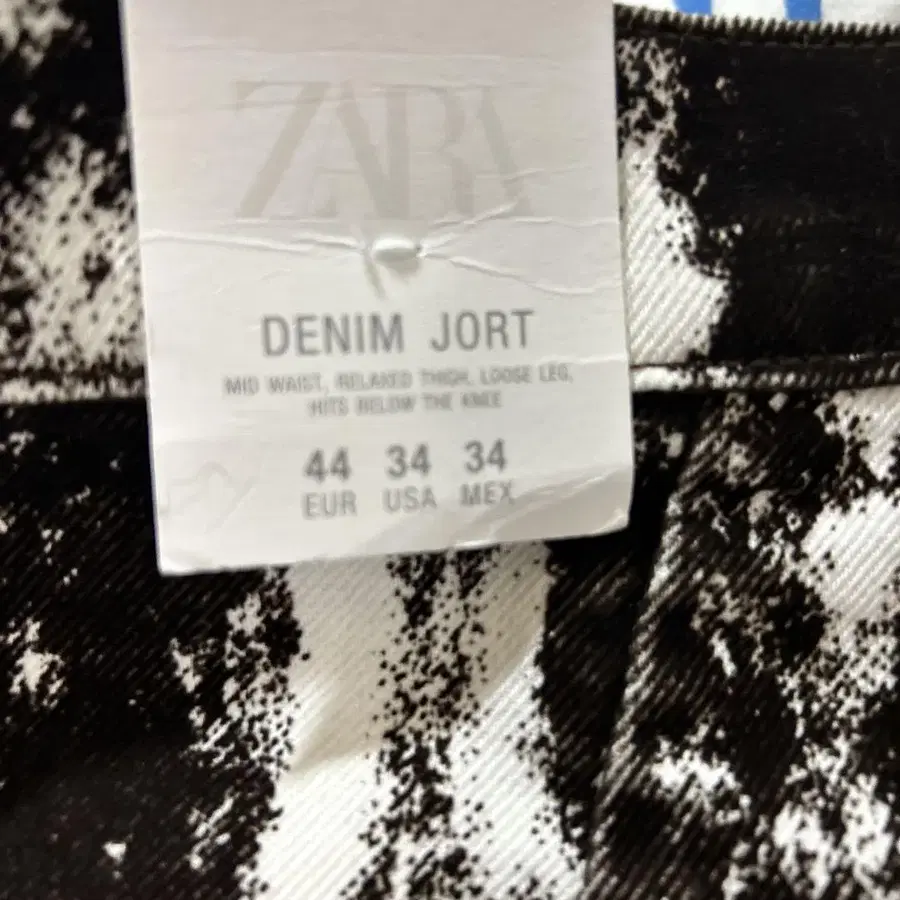 ZARA
DENIM JORT
MID WAIST, RELAXED THIGH, LOOSE LEG,
HITS BELOW THE KNEE
44 34 34
EUR USA MEX